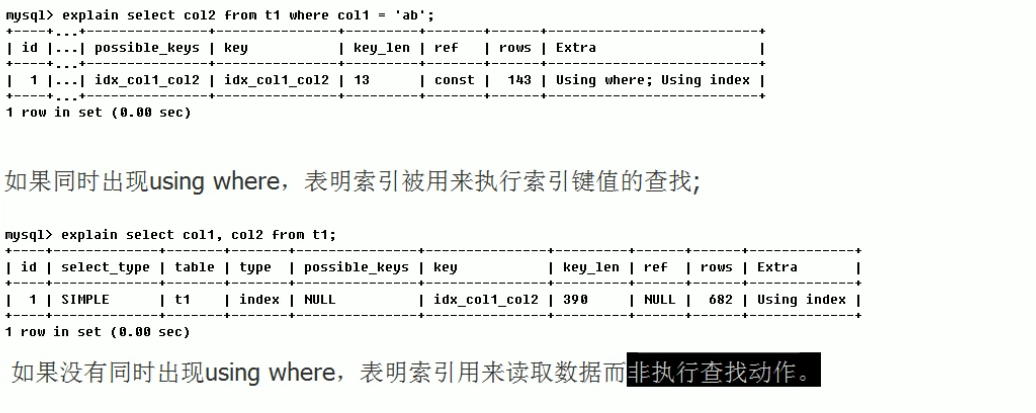 mysql> explain select col2 from t1 where col1 = 'ab';
+----+...+---------------+---------------+---------+-------+------+--------------------------+
| id |...| possible_keys | key           | key_len | ref   | rows | Extra                    |
+----+...+---------------+---------------+---------+-------+------+--------------------------+
|  1 |...| idx_col1_col2 | idx_col1_col2 | 13      | const |  143 | Using where; Using index |
+----+...+---------------+---------------+---------+-------+------+--------------------------+
1 row in set (0.00 sec)
如果同时出现using where，表明索引被用来执行索引键值的查找;
mysql> explain select col1, col2 from t1;
+----+-------------+-------+-------+---------------+---------------+---------+------+------+-------------+
| id | select_type | table | type  | possible_keys | key           | key_len | ref  | rows | Extra       |
+----+-------------+-------+-------+---------------+---------------+---------+------+------+-------------+
|  1 | SIMPLE      | t1    | index | NULL          | idx_col1_col2 | 390     | NULL |  682 | Using index |
+----+-------------+-------+-------+---------------+---------------+---------+------+------+-------------+
1 row in set (0.00 sec)
如果没有同时出现using where，表明索引用来读取数据而非执行查找动作。